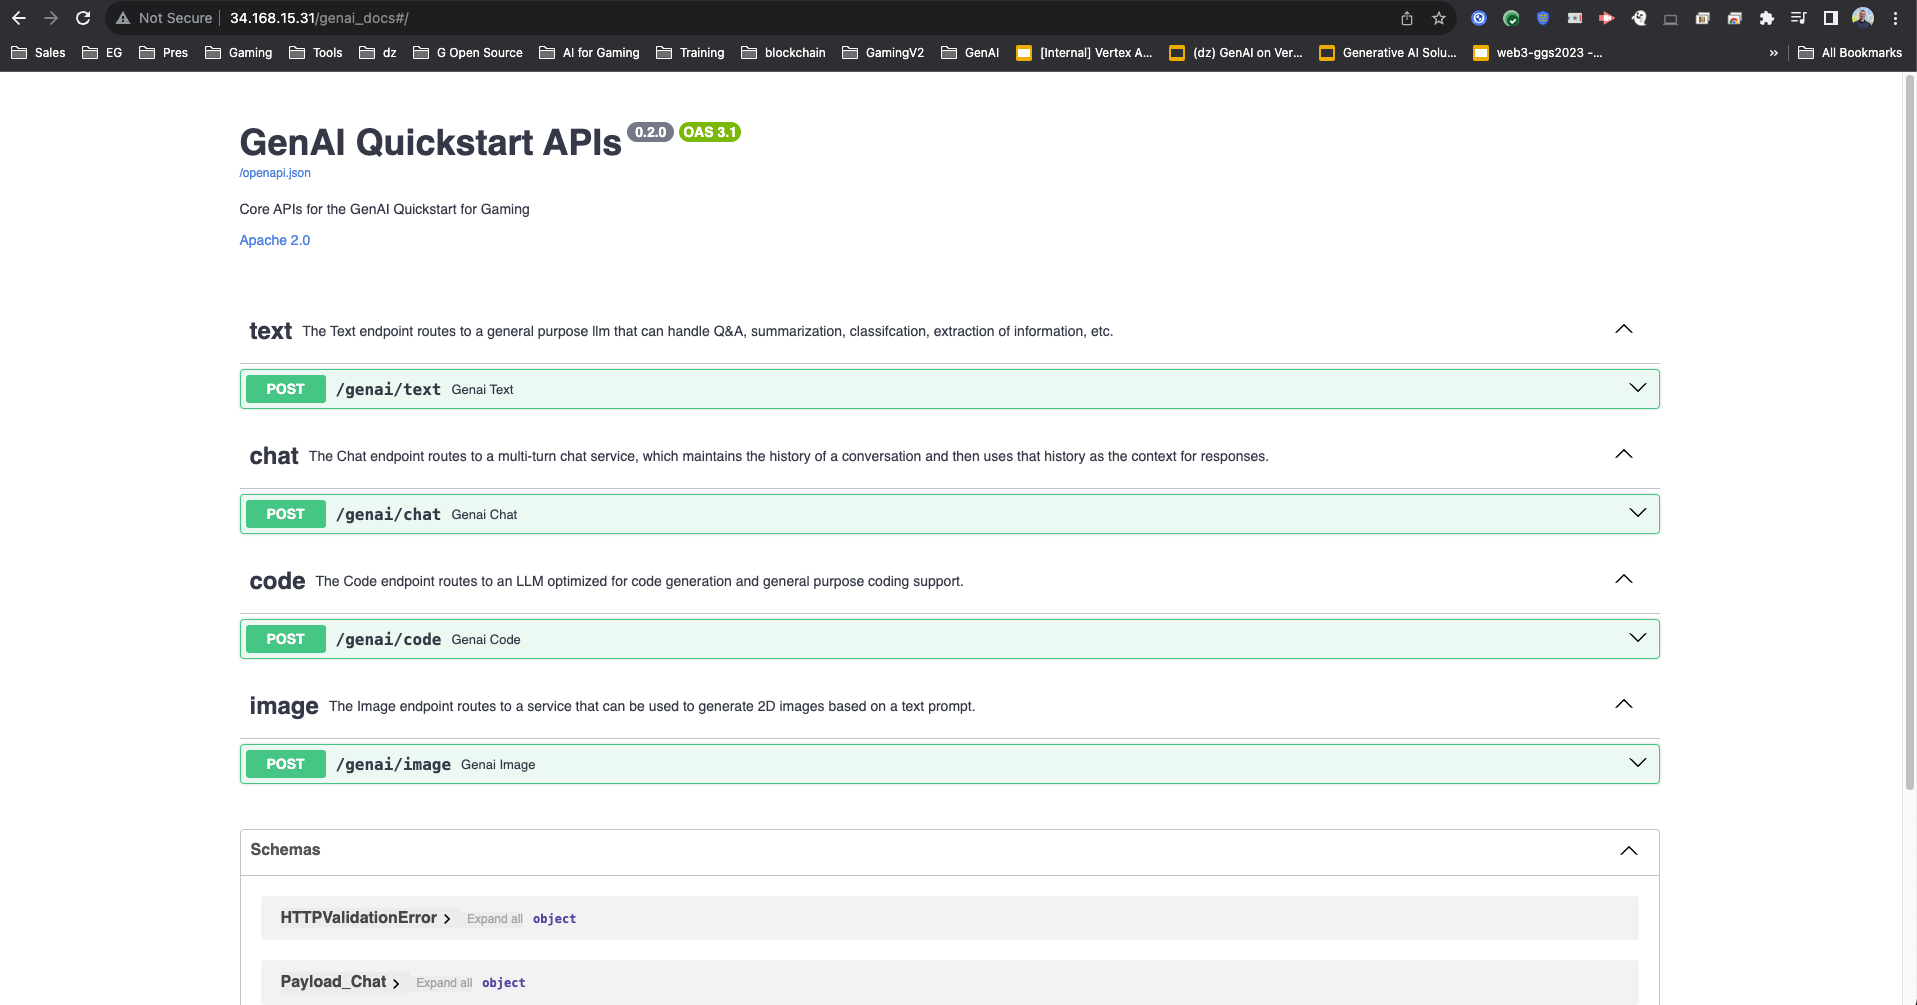 Not Secure 34.168.15.31/genai_docs#/
Sales EG Pres Gaming Tools dz G Open Source AI for Gaming Training blockchain GamingV2 GenAI [Internal] Vertex A... (dz) GenAI on Ver... Generative AI Solu... web3-ggs2023 -... » All Bookmarks
GenAI Quickstart APIs 0.2.0 OAS 3.1
/openapi.json
Core APIs for the GenAI Quickstart for Gaming
Apache 2.0
text The Text endpoint routes to a general purpose llm that can handle Q&A, summarization, classifcation, extraction of information, etc.
POST /genai/text Genai Text
chat The Chat endpoint routes to a multi-turn chat service, which maintains the history of a conversation and then uses that history as the context for responses.
POST /genai/chat Genai Chat
code The Code endpoint routes to an LLM optimized for code generation and general purpose coding support.
POST /genai/code Genai Code
image The Image endpoint routes to a service that can be used to generate 2D images based on a text prompt.
POST /genai/image Genai Image
Schemas
HTTPValidationError Expand all object
Payload_Chat Expand all object